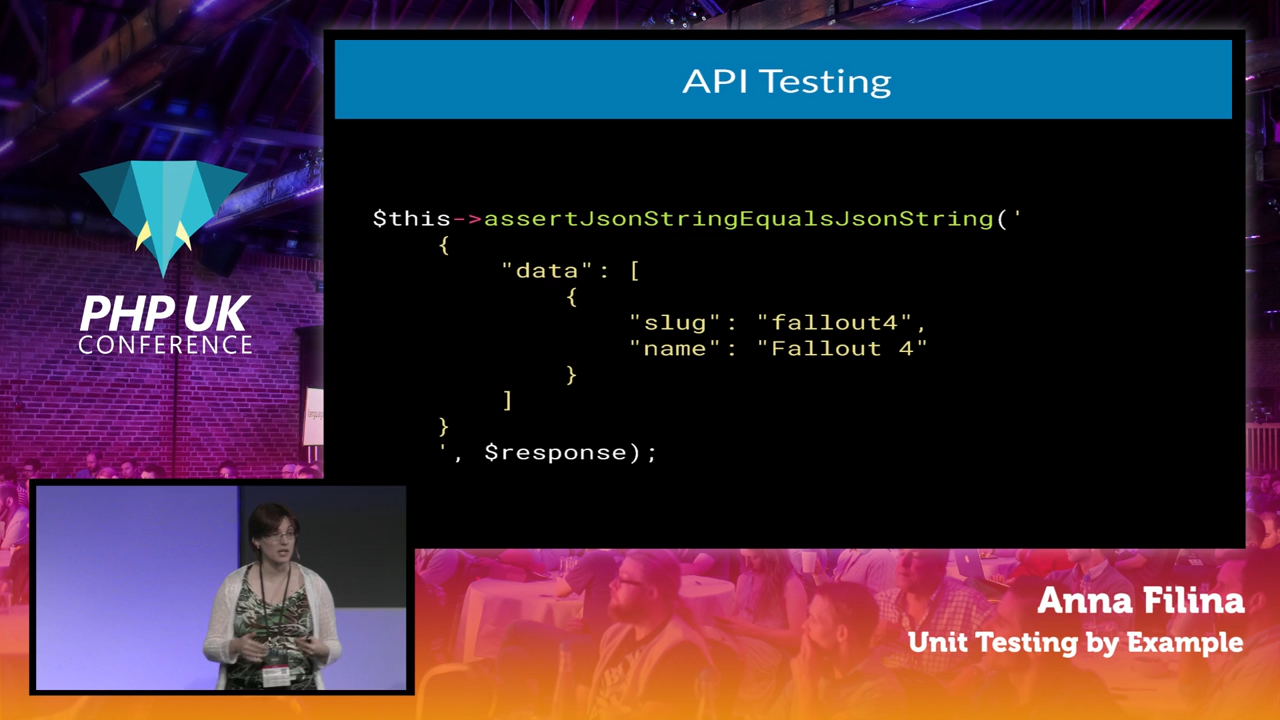 API Testing
$this->assertJsonStringEqualsJsonString('
{
"data": [
{
"slug": "fallout4",
"name": "Fallout 4"
}
]
}
', $response);
PHP UK
CONFERENCE
Anna Filina
Unit Testing by Example